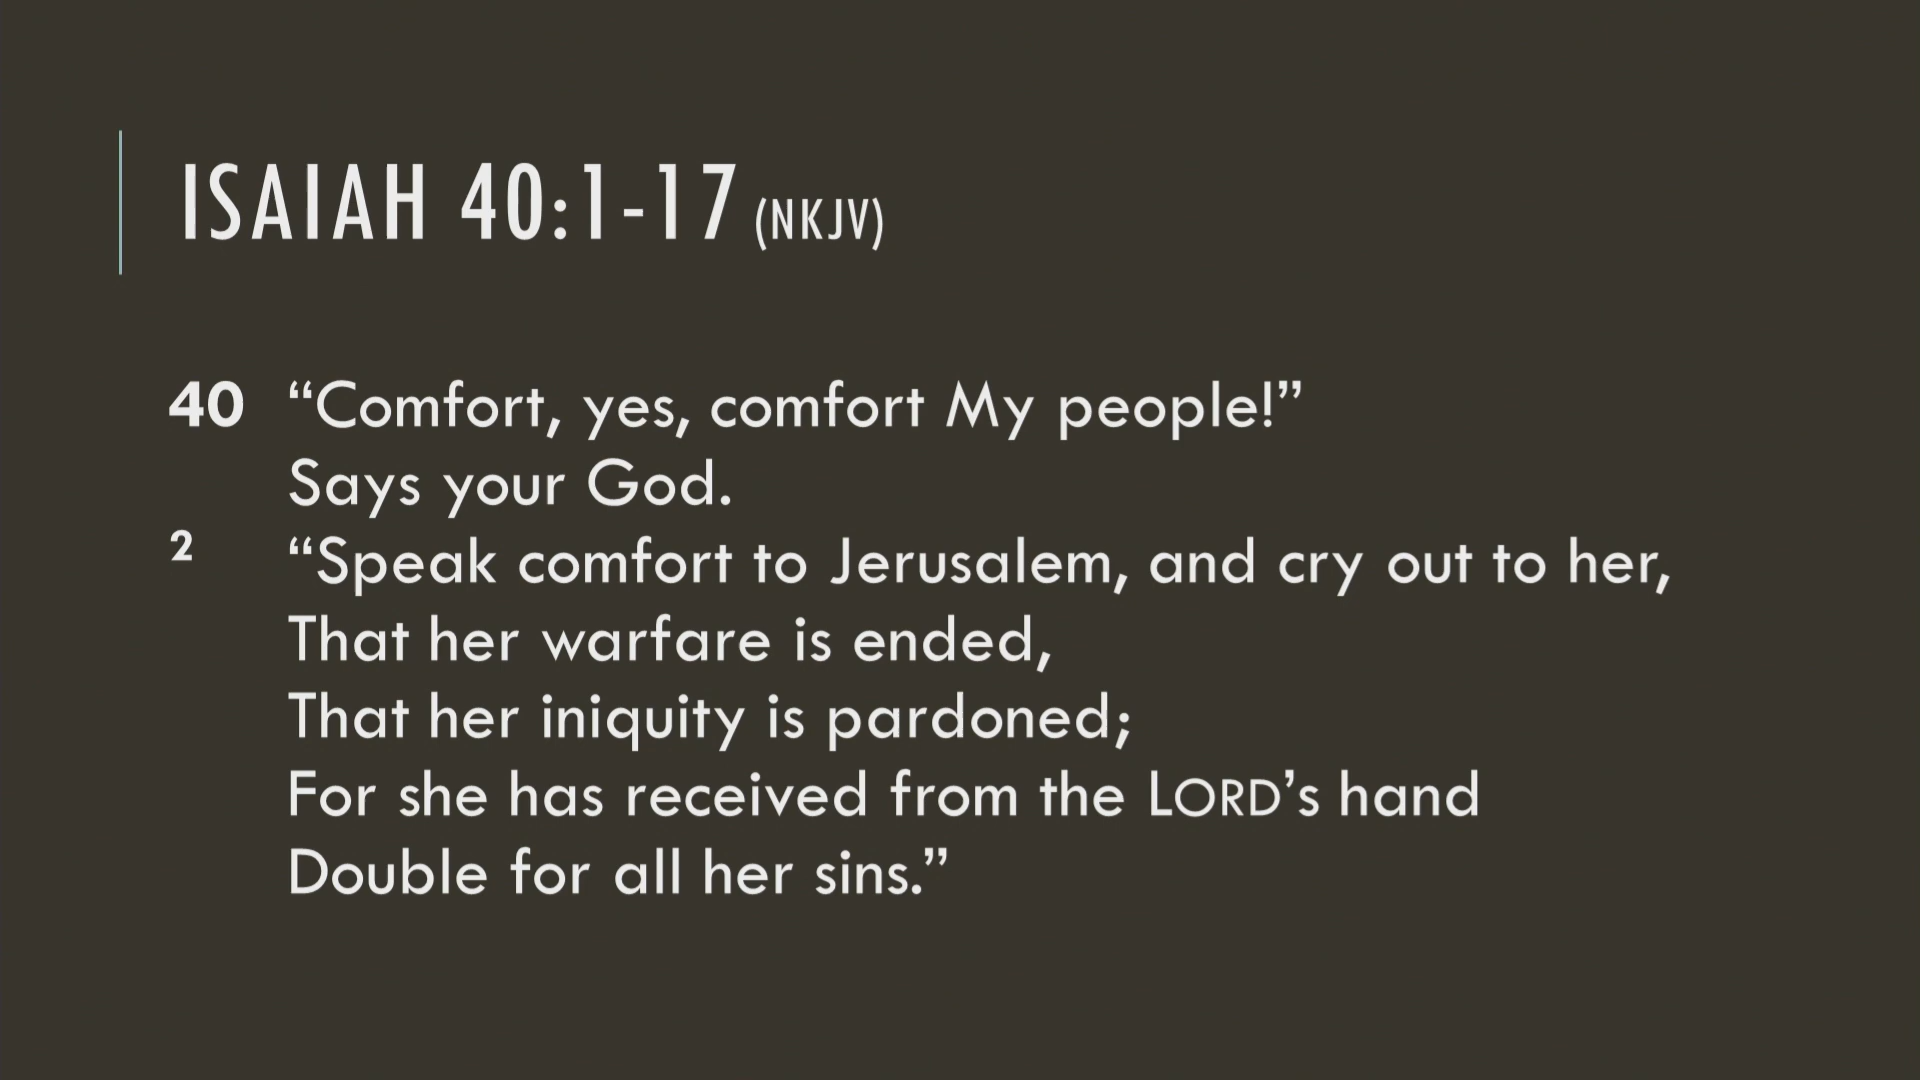 ISAIAH 40:1-17 (NKJV)
40 “Comfort, yes, comfort My people!”
Says your God.
2 “Speak comfort to Jerusalem, and cry out to her,
That her warfare is ended,
That her iniquity is pardoned;
For she has received from the LORD’s hand
Double for all her sins.”